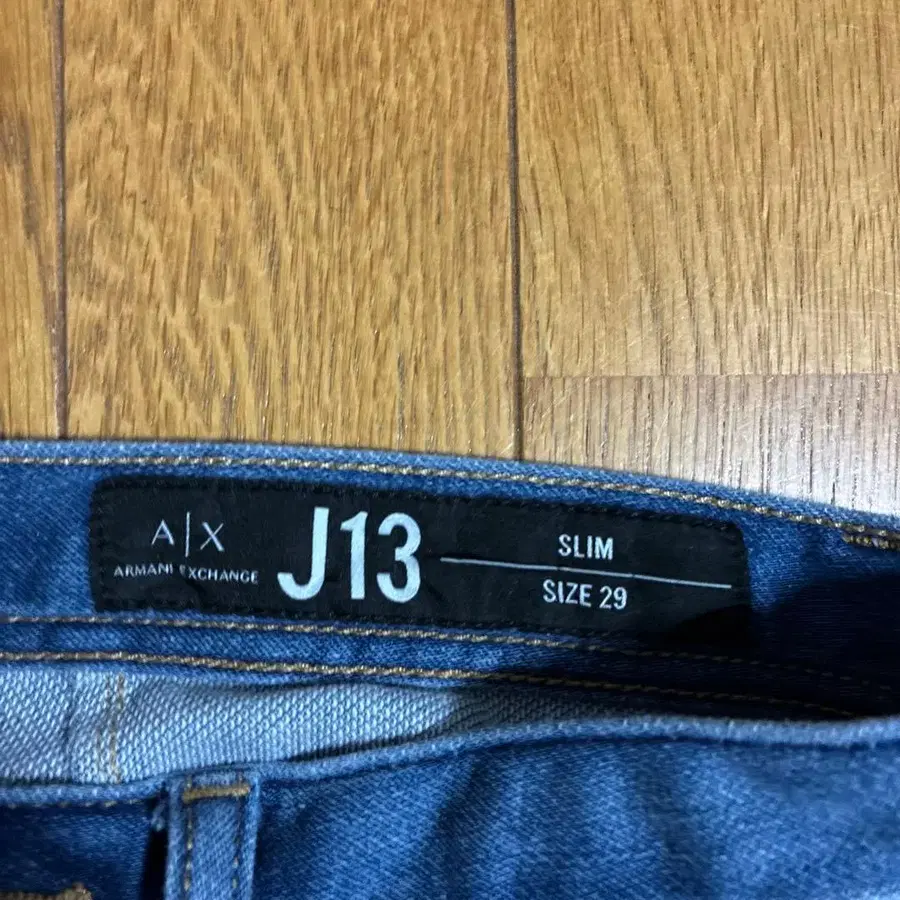 A|X
ARMANI EXCHANGE
J13
SLIM
SIZE 29